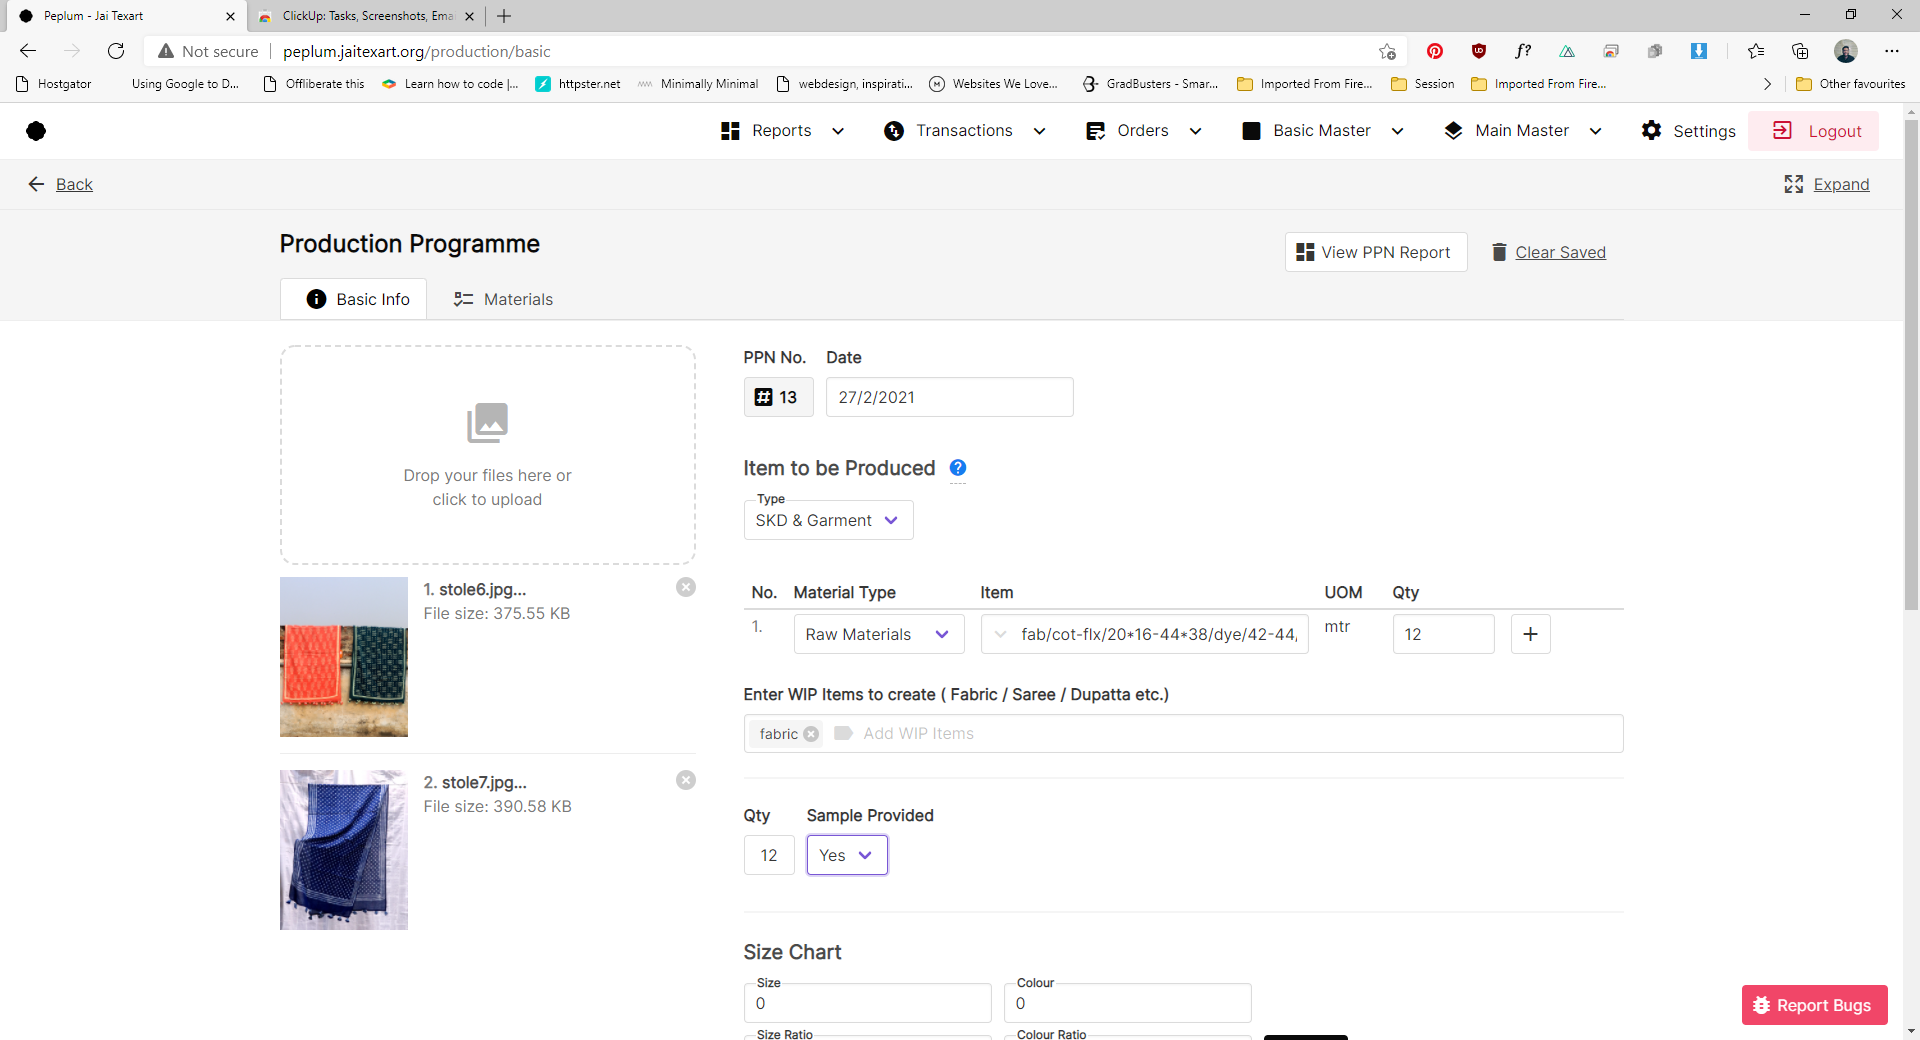 Peplum - Jai Texart
ClickUp: Tasks, Screenshots, Ema
Not secure
peplum.jaitexart.org/production/basic
Hostgator
Using Google to D...
Offliberate this
Learn how to code |...
httpster.net
Minimally Minimal
webdesign, inspirati...
Websites We Love...
GradBusters - Smar...
Imported From Fire...
Session
Imported From Fire...
Other favourites
Reports
Transactions
Orders
Basic Master
Main Master
Settings
Logout
Back
Expand
Production Programme
View PPN Report
Clear Saved
Basic Info
Materials
Drop your files here or
click to upload
1. stole6.jpg...
File size: 375.55 KB
2. stole7.jpg...
File size: 390.58 KB
PPN No.
Date
13
27/2/2021
Item to be Produced
Type
SKD & Garment
No.
Material Type
Item
UOM
Qty
1.
Raw Materials
fab/cot-flx/20*16-44*38/dye/42-44,
mtr
12
Enter WIP Items to create ( Fabric / Saree / Dupatta etc.)
fabric
Add WIP Items
Qty
Sample Provided
12
Yes
Size Chart
Size
0
Colour
0
Size Ratio
Colour Ratio
Report Bugs